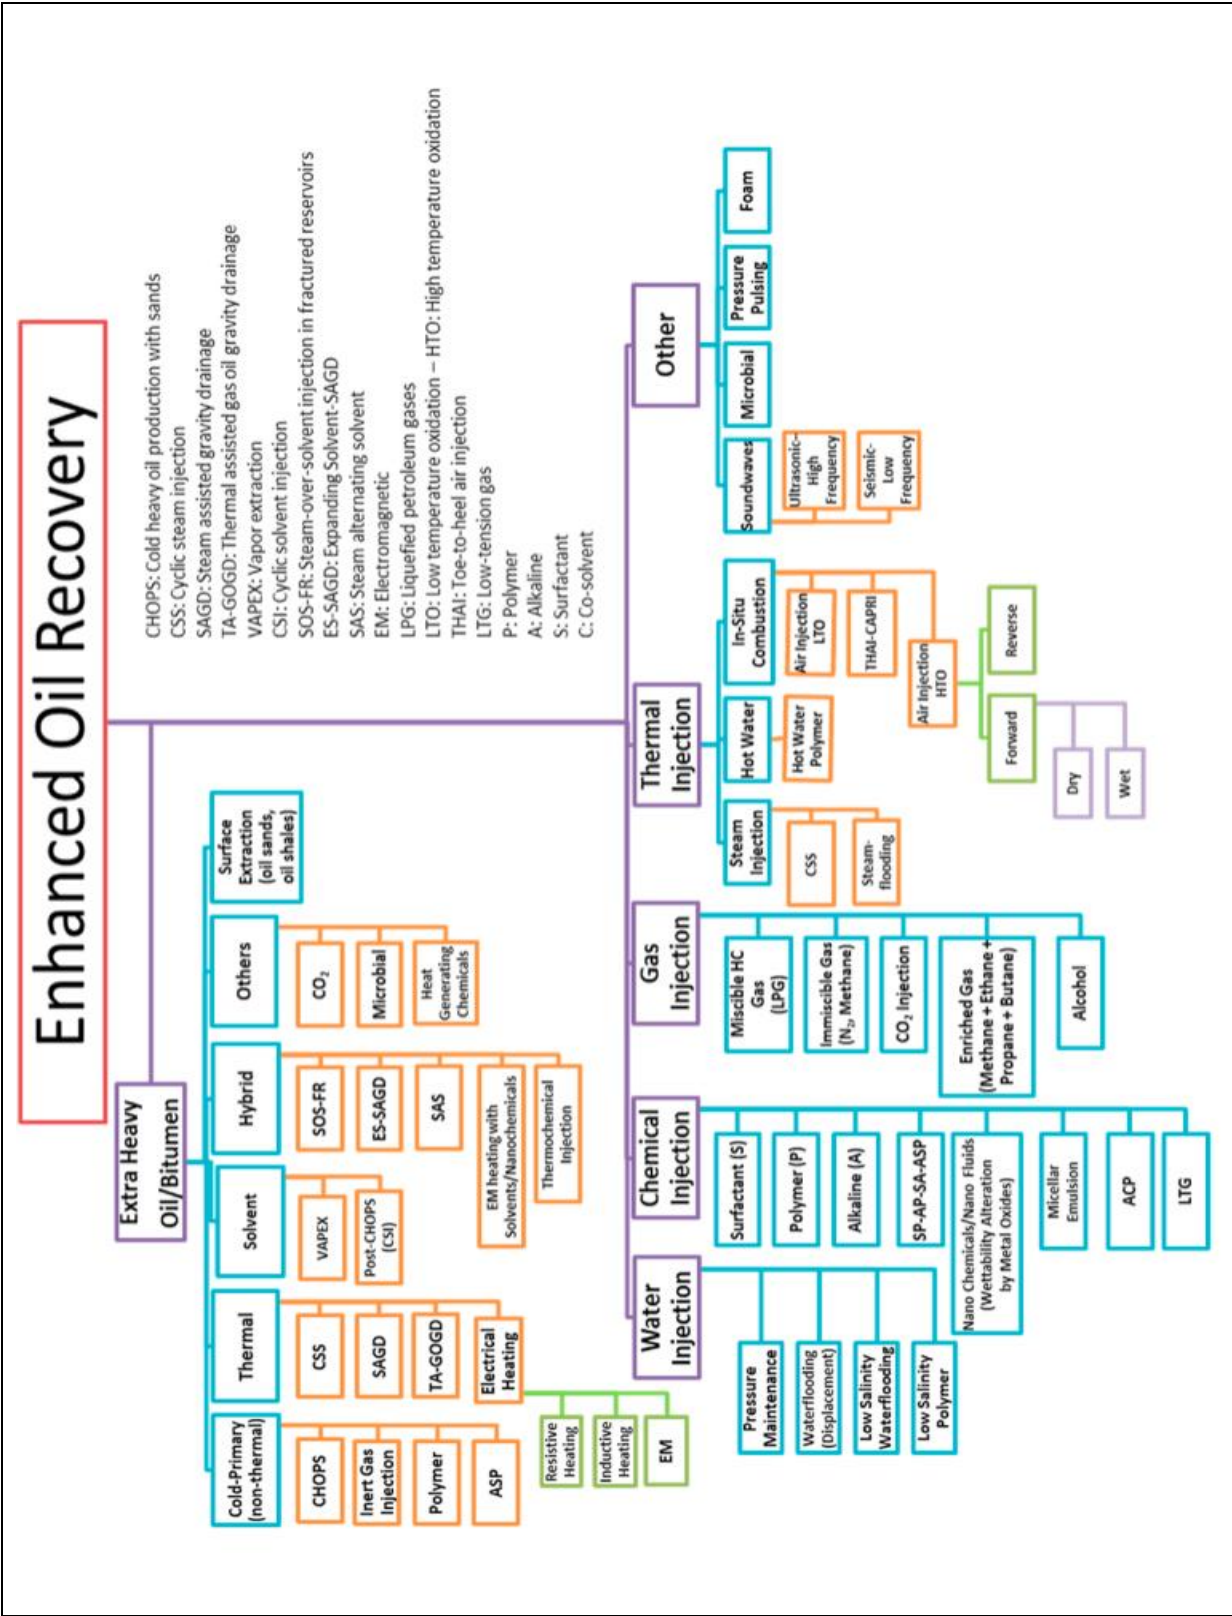 Enhanced Oil Recovery
Extra Heavy
Oil/Bitumen
CHOPS: Cold heavy oil production with sands
CSS: Cyclic steam injection
SAGD: Steam assisted gravity drainage
TA-GOGD: Thermal assisted gas oil gravity drainage
VAPEX: Vapor extraction
CSI: Cyclic solvent injection
SOS-FR: Steam-over-solvent injection in fractured reservoirs
ES-SAGD: Expanding Solvent-SAGD
SAS: Steam alternating solvent
EM: Electromagnetic
LPG: Liquefied petroleum gases
LTO: Low temperature oxidation – HTO: High temperature oxidation
THAI: Toe-to-heel air injection
LTG: Low-tension gas
P: Polymer
A: Alkaline
S: Surfactant
C: Co-solvent
Cold-Primary
(non-thermal)
CHOPS
Inert Gas
Injection
Polymer
ASP
Thermal
CSS
SAGD
TA-GOGD
Electrical
Heating
Resistive
Heating
Inductive
Heating
EM
Solvent
VAPEX
Post-CHOPS
(CSI)
Hybrid
SOS-FR
ES-SAGD
SAS
EM heating with
Solvents/Nanochemicals
Thermochemical
Injection
Others
CO₂
Microbial
Heat
Generating
Chemicals
Surface
Extraction
(oil sands,
oil shales)
Water
Injection
Pressure
Maintenance
Waterflooding
(Displacement)
Low Salinity
Waterflooding
Low Salinity
Polymer
Chemical
Injection
Surfactant (S)
Polymer (P)
Alkaline (A)
SP-AP-SA-ASP
Nano Chemicals/Nano Fluids
(Wettability Alteration
by Metal Oxides)
Micellar
Emulsion
ACP
LTG
Gas
Injection
Miscible HC
Gas
(LPG)
Immiscible Gas
(N₂, Methane)
CO₂ Injection
Enriched Gas
(Methane + Ethane +
Propane + Butane)
Alcohol
Thermal
Injection
Steam
Injection
CSS
Steam-
flooding
Hot Water
Hot Water
Polymer
In-Situ
Combustion
Air Injection
LTO
THAI-CAPRI
Air Injection
HTO
Forward
Reverse
Dry
Wet
Other
Soundwaves
Ultrasonic–
High
Frequency
Seismic-
Low
Frequency
Microbial
Pressure
Pulsing
Foam